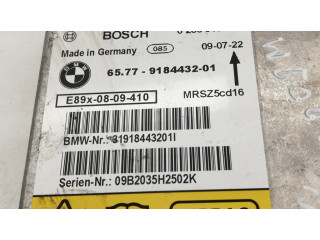 BOSCH
Made in Germany 085 09-07-22
65.77 - 9184432-01
E89x-08-09-410 MRSZ5cd16
BMW-Nr.: 31918443201I
Serien-Nr.: 09B2035H2502K